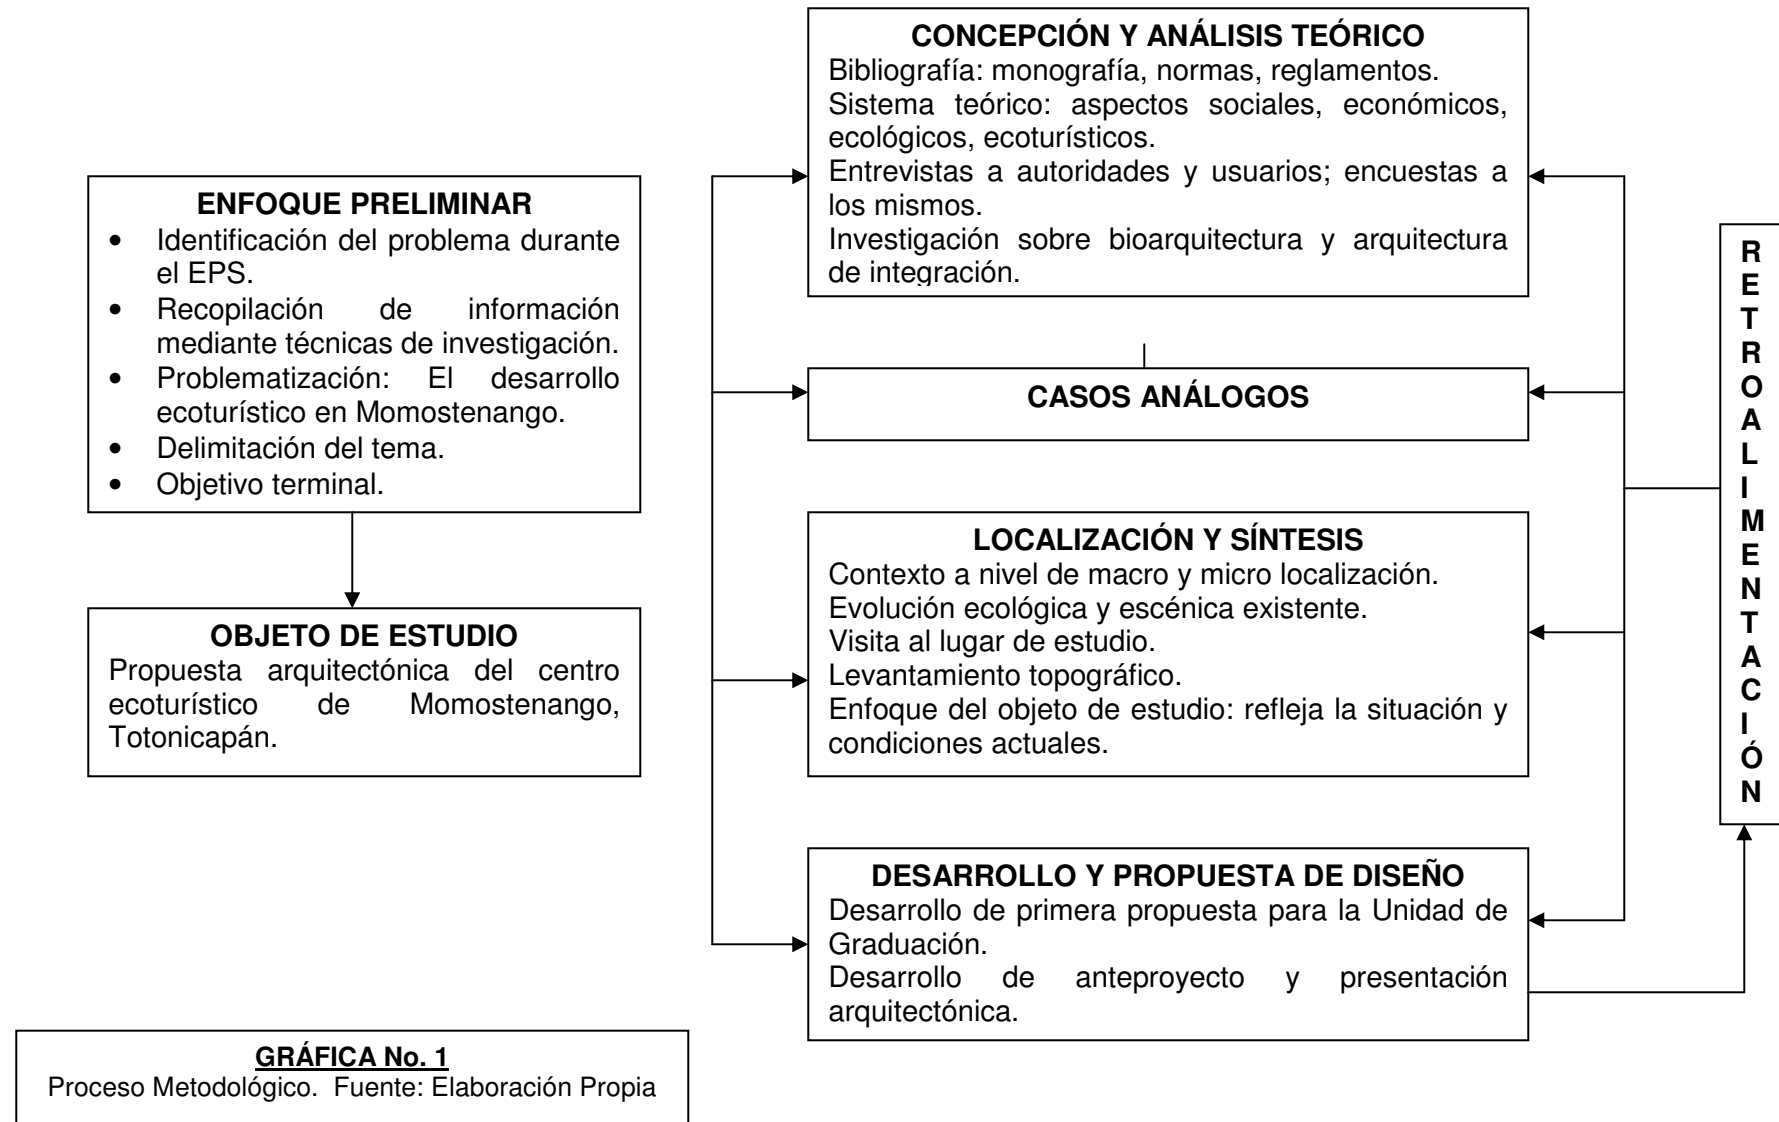 ENFOQUE PRELIMINAR
• Identificación del problema durante
el EPS.
• Recopilación de información
mediante técnicas de investigación.
• Problematización: El desarrollo
ecoturístico en Momostenango.
• Delimitación del tema.
• Objetivo terminal.
OBJETO DE ESTUDIO
Propuesta arquitectónica del centro
ecoturístico de Momostenango,
Totonicapán.
CONCEPCIÓN Y ANÁLISIS TEÓRICO
Bibliografía: monografía, normas, reglamentos.
Sistema teórico: aspectos sociales, económicos,
ecológicos, ecoturísticos.
Entrevistas a autoridades y usuarios; encuestas a
los mismos.
Investigación sobre bioarquitectura y arquitectura
de integración.
CASOS ANÁLOGOS
LOCALIZACIÓN Y SÍNTESIS
Contexto a nivel de macro y micro localización.
Evolución ecológica y escénica existente.
Visita al lugar de estudio.
Levantamiento topográfico.
Enfoque del objeto de estudio: refleja la situación y
condiciones actuales.
DESARROLLO Y PROPUESTA DE DISEÑO
Desarrollo de primera propuesta para la Unidad de
Graduación.
Desarrollo de anteproyecto y presentación
arquitectónica.
RETROALIMENTACIÓN
GRÁFICA No. 1
Proceso Metodológico. Fuente: Elaboración Propia